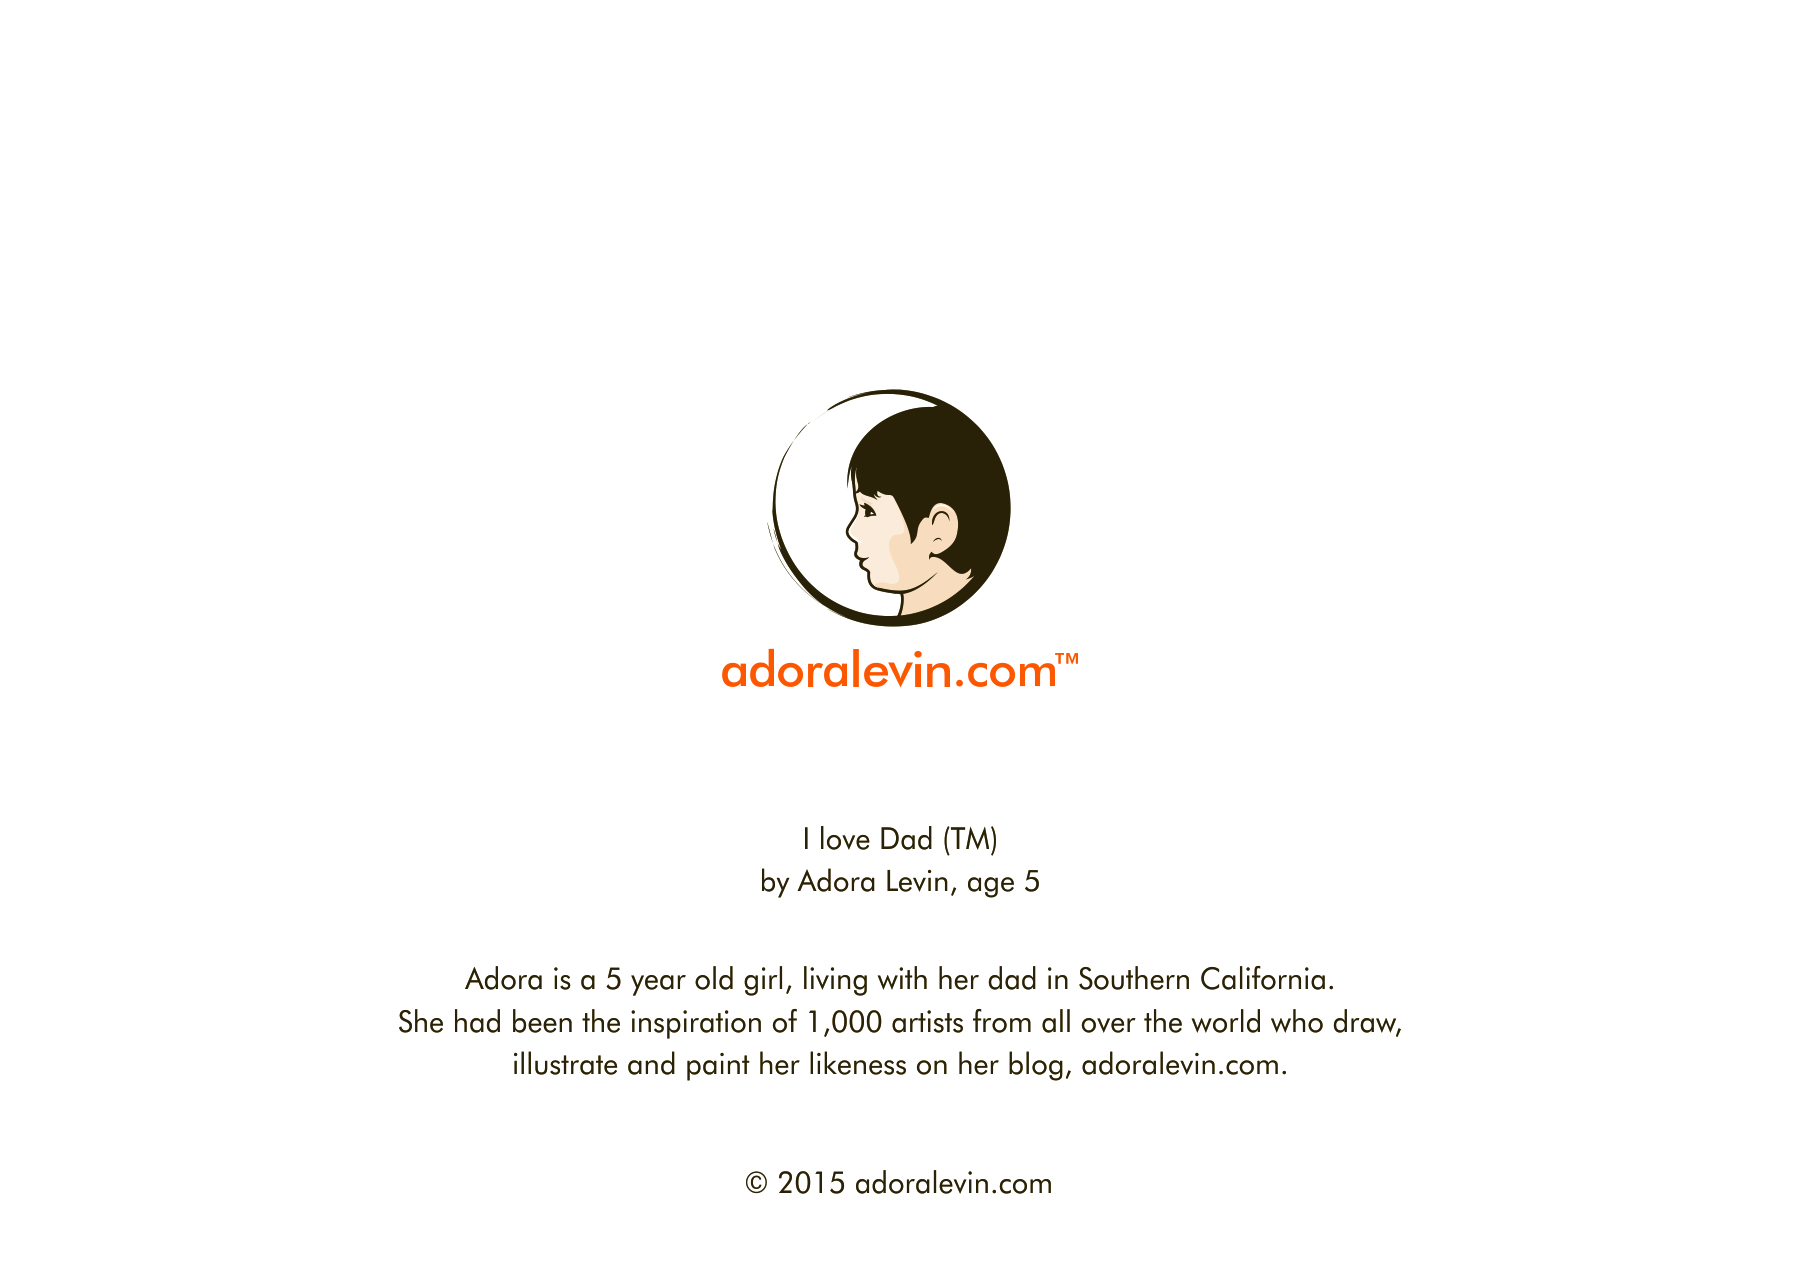 adoralevin.com™
I love Dad (TM)
by Adora Levin, age 5
Adora is a 5 year old girl, living with her dad in Southern California.
She had been the inspiration of 1,000 artists from all over the world who draw,
illustrate and paint her likeness on her blog, adoralevin.com.
© 2015 adoralevin.com